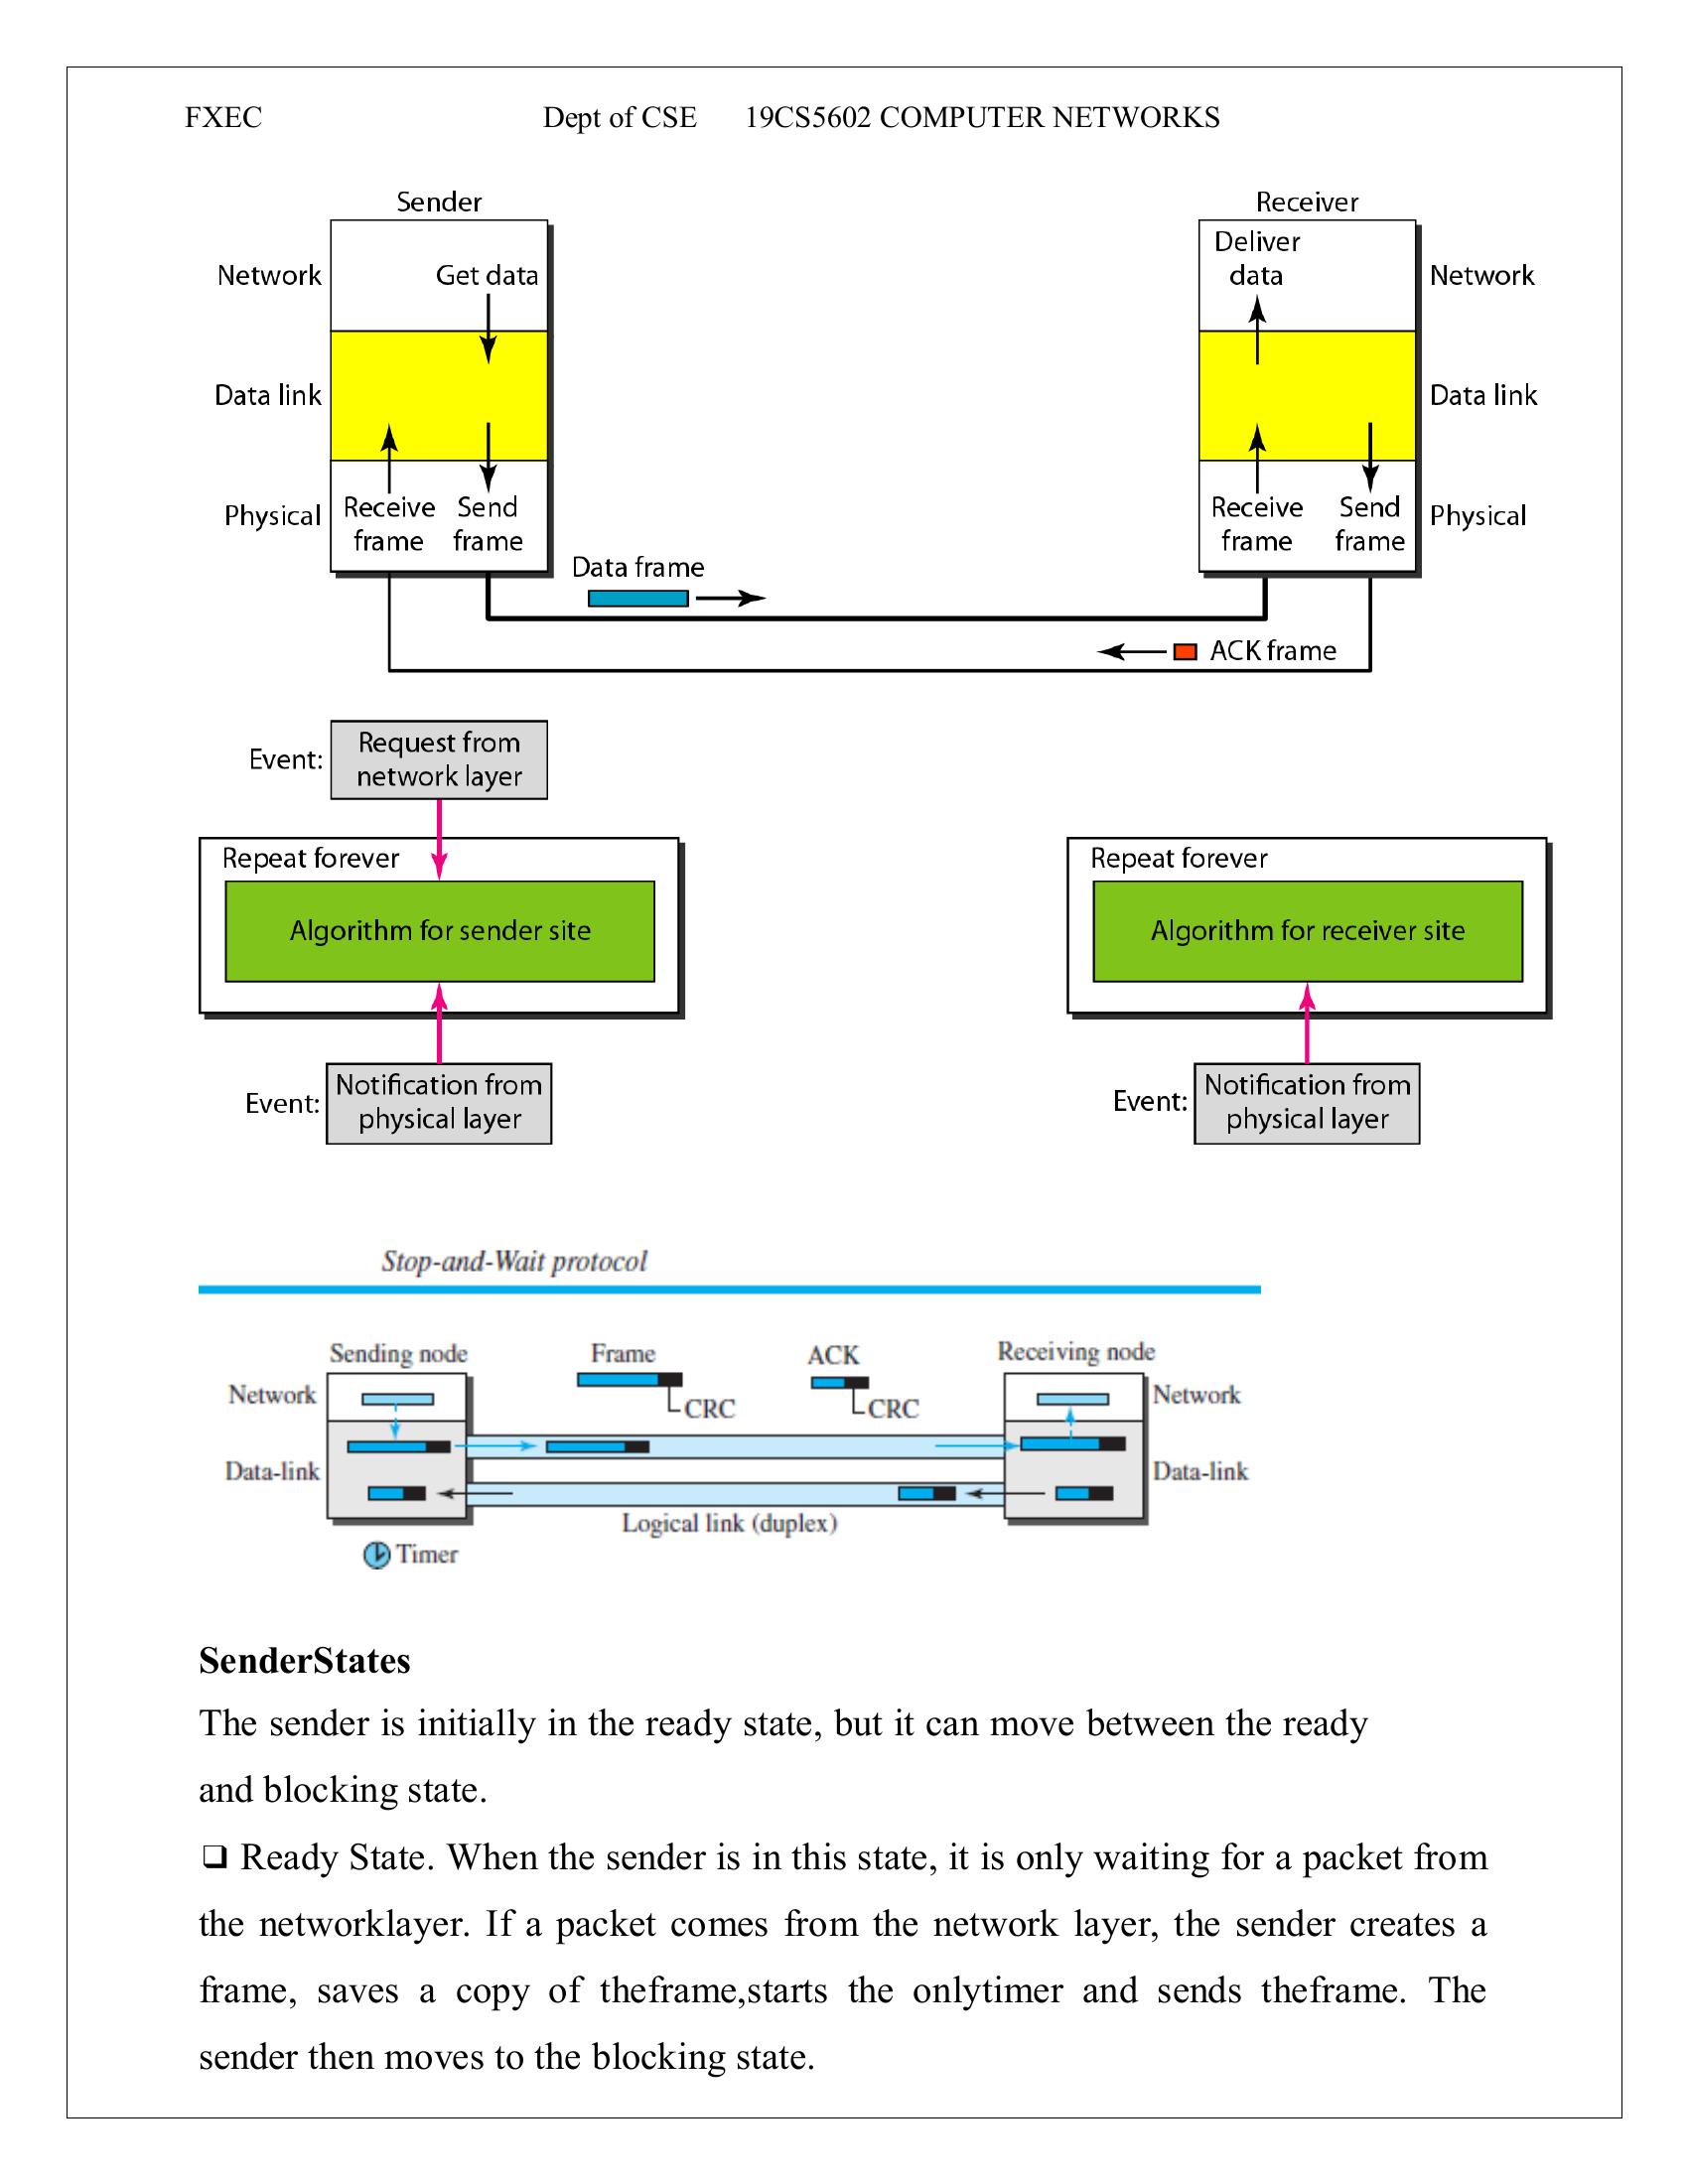 FXEC Dept of CSE 19CS5602 COMPUTER NETWORKS
Sender
Receiver
Network
Get data
Deliver
data
Network
Data link
Data link
Physical
Receive
frame
Send
frame
Receive
frame
Send
frame
Physical
Data frame
ACK frame
Event:
Request from
network layer
Repeat forever
Algorithm for sender site
Repeat forever
Algorithm for receiver site
Event:
Notification from
physical layer
Event:
Notification from
physical layer
Stop-and-Wait protocol
Sending node
Frame
ACK
Receiving node
Network
CRC
CRC
Network
Data-link
Data-link
Logical link (duplex)
Timer
SenderStates
The sender is initially in the ready state, but it can move between the ready
and blocking state.
❑ Ready State. When the sender is in this state, it is only waiting for a packet from
the networklayer. If a packet comes from the network layer, the sender creates a
frame, saves a copy of theframe,starts the onlytimer and sends theframe. The
sender then moves to the blocking state.